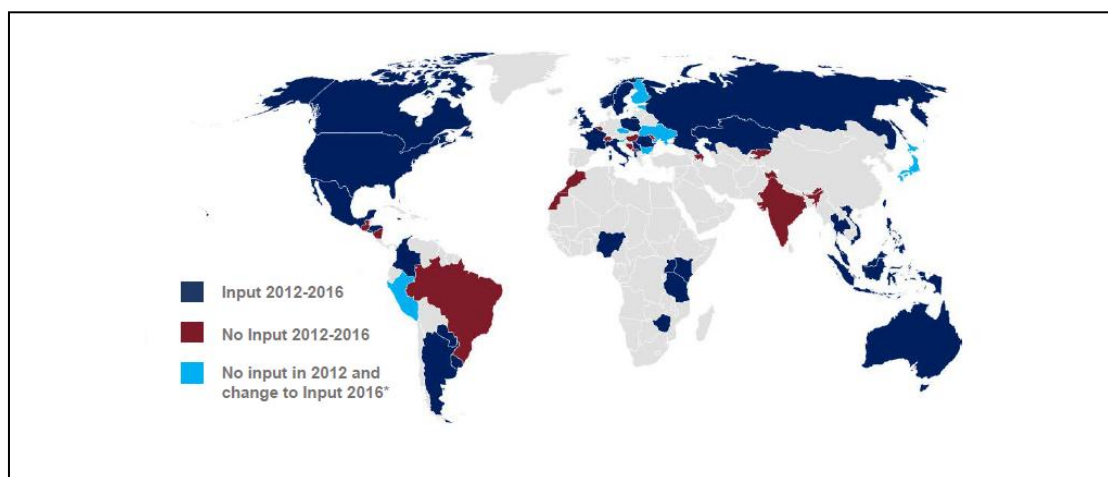 Input 2012-2016
No Input 2012-2016
No input in 2012 and
change to Input 2016*